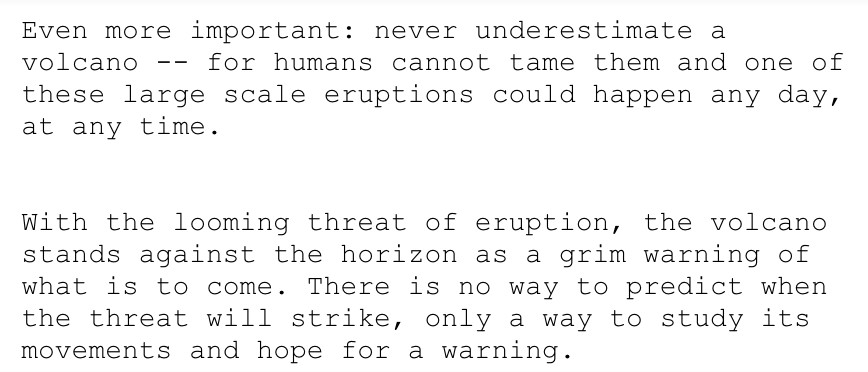 Even more important: never underestimate a
volcano -- for humans cannot tame them and one of
these large scale eruptions could happen any day,
at any time.
With the looming threat of eruption, the volcano
stands against the horizon as a grim warning of
what is to come. There is no way to predict when
the threat will strike, only a way to study its
movements and hope for a warning.